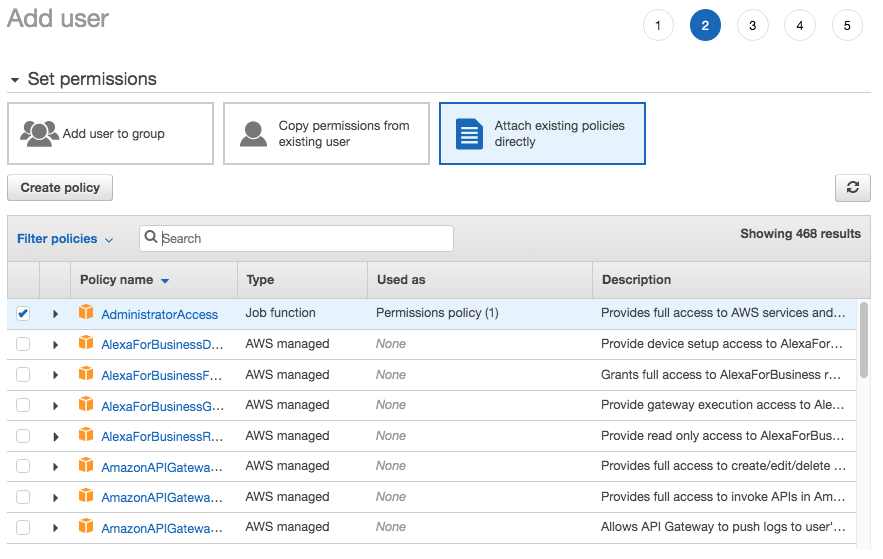 Add user
1 2 3 4 5
Set permissions
Add user to group
Copy permissions from
existing user
Attach existing policies
directly
Create policy
Filter policies Search Showing 468 results
Policy name Type Used as Description
AdministratorAccess Job function Permissions policy (1) Provides full access to AWS services and...
AlexaForBusinessD... AWS managed None Provide device setup access to AlexaFor...
AlexaForBusinessF... AWS managed None Grants full access to AlexaForBusiness r...
AlexaForBusinessG... AWS managed None Provide gateway execution access to Ale...
AlexaForBusinessR... AWS managed None Provide read only access to AlexaForBus...
AmazonAPIGatewa... AWS managed None Provides full access to create/edit/delete ...
AmazonAPIGatewa... AWS managed None Provides full access to invoke APIs in Am...
AmazonAPIGatewa... AWS managed None Allows API Gateway to push logs to user'...